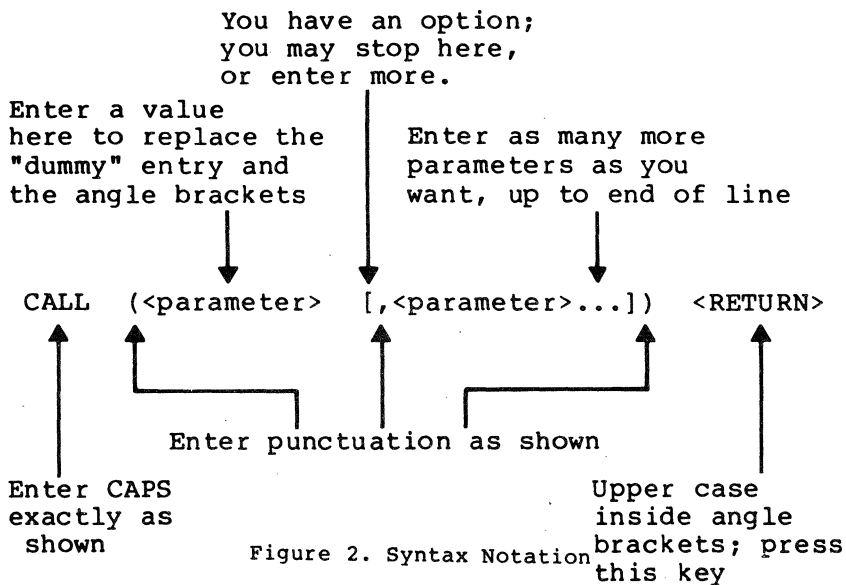 You have an option;
you may stop here,
or enter more.
Enter a value
here to replace the
"dummy" entry and
the angle brackets
Enter as many more
parameters as you
want, up to end of line
CALL (<parameter> [,<parameter>...]) <RETURN>
Enter punctuation as shown
Enter CAPS
exactly as
shown
Upper case
inside angle
brackets; press
this key
Figure 2. Syntax Notation